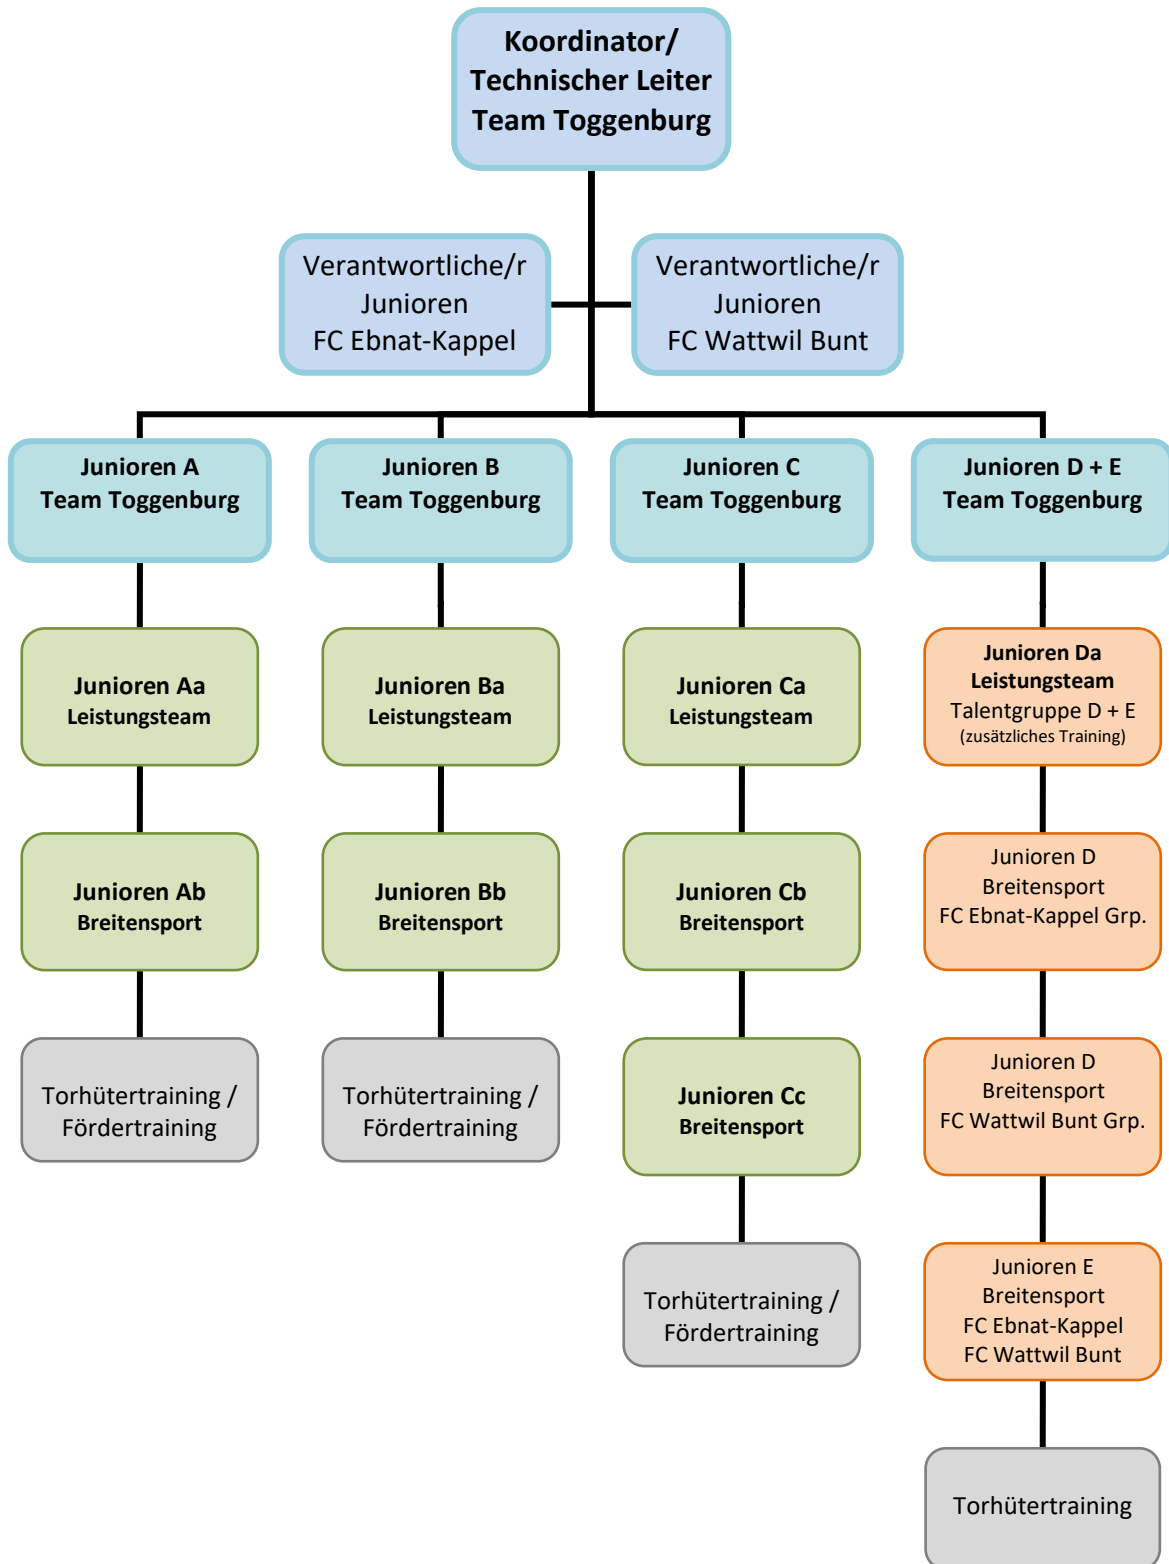 Koordinator/
Technischer Leiter
Team Toggenburg
Verantwortliche/r
Junioren
FC Ebnat-Kappel
Verantwortliche/r
Junioren
FC Wattwil Bunt
Junioren A
Team Toggenburg
Junioren B
Team Toggenburg
Junioren C
Team Toggenburg
Junioren D + E
Team Toggenburg
Junioren Aa
Leistungsteam
Junioren Ba
Leistungsteam
Junioren Ca
Leistungsteam
Junioren Da
Leistungsteam
Talentgruppe D + E
(zusätzliches Training)
Junioren Ab
Breitensport
Junioren Bb
Breitensport
Junioren Cb
Breitensport
Junioren D
Breitensport
FC Ebnat-Kappel Grp.
Torhütertraining /
Fördertraining
Torhütertraining /
Fördertraining
Junioren Cc
Breitensport
Junioren D
Breitensport
FC Wattwil Bunt Grp.
Torhütertraining /
Fördertraining
Junioren E
Breitensport
FC Ebnat-Kappel
FC Wattwil Bunt
Torhütertraining